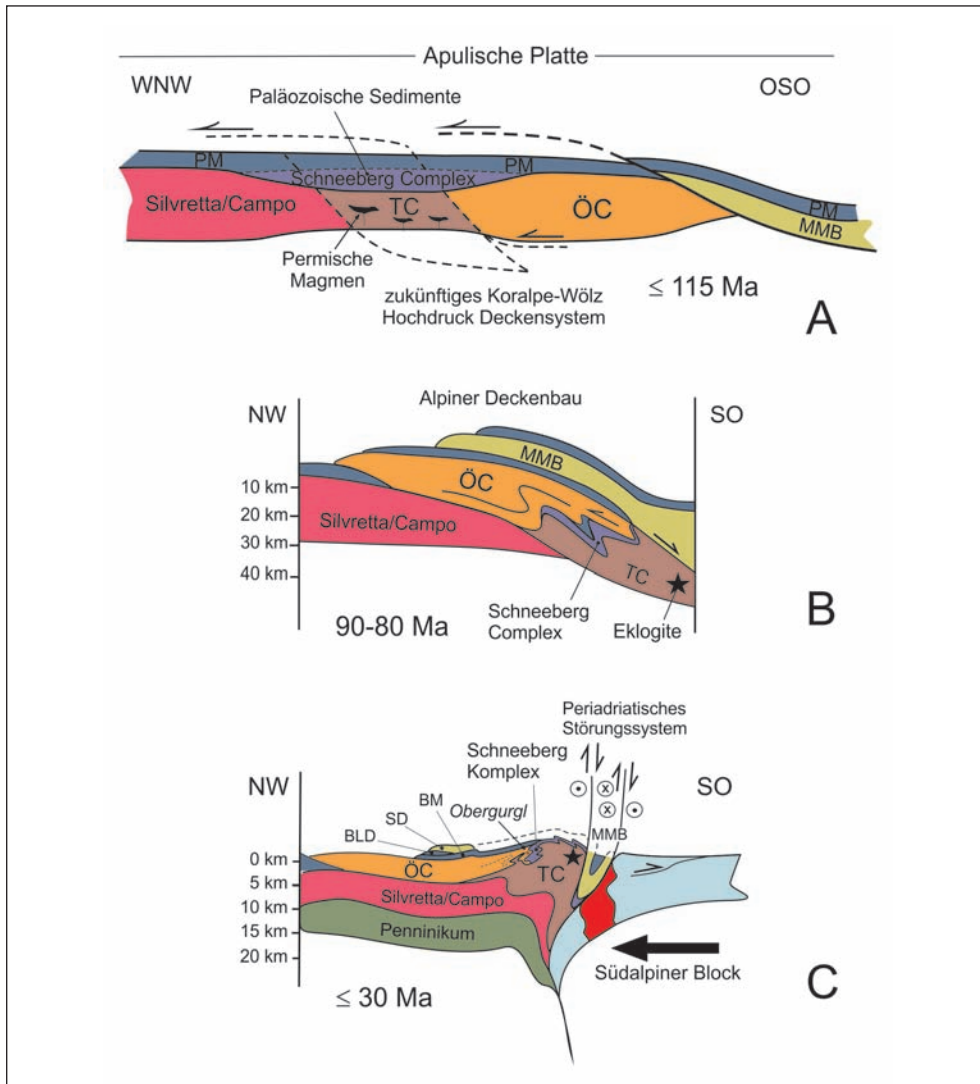 Apulische Platte
WNW
OSO
Paläozoische Sedimente
PM
PM
Schneeberg Complex
Silvretta/Campo
TC
ÖC
PM
MMB
Permische
Magmen
zukünftiges Koralpe-Wölz
Hochdruck Deckensystem
≤ 115 Ma
A
NW
Alpiner Deckenbau
SO
MMB
ÖC
10 km
20 km
30 km
40 km
Silvretta/Campo
TC
Schneeberg
Complex
Eklogite
90-80 Ma
B
Periadriatisches
Störungssystem
NW
Schneeberg
Komplex
SO
BM
Obergurgl
SD
BLD
MMB
0 km
5 km
10 km
15 km
20 km
ÖC
TC
Silvretta/Campo
Penninikum
Südalpiner Block
≤ 30 Ma
C